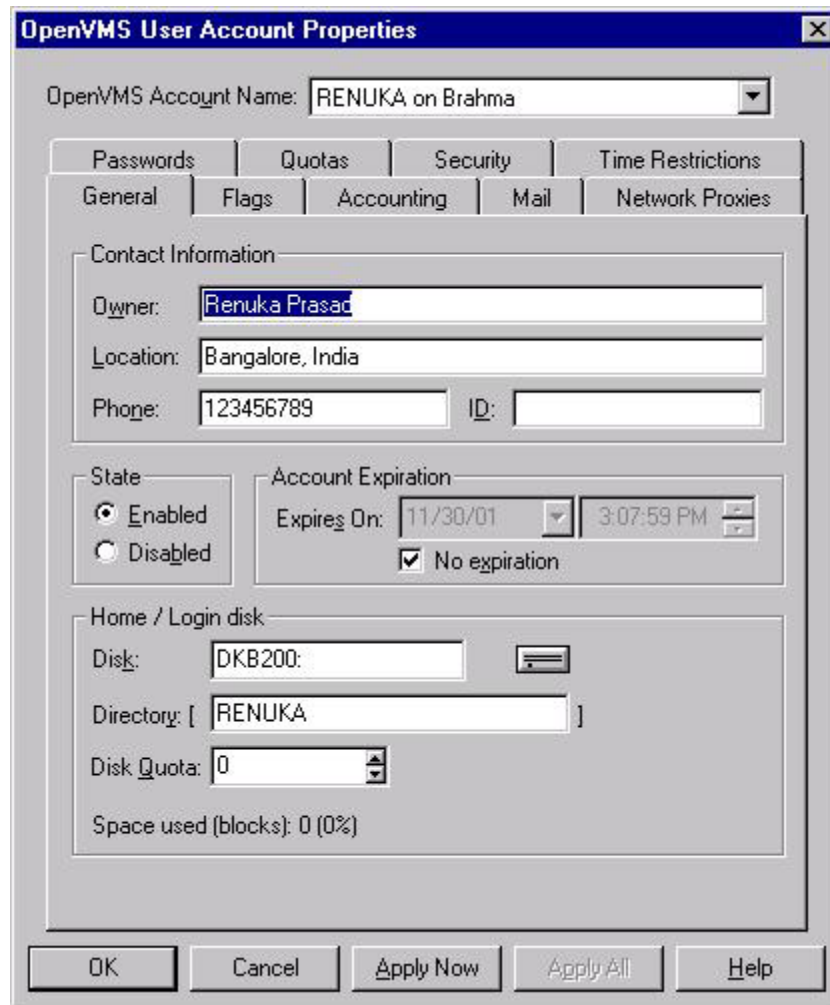 OpenVMS User Account Properties
OpenVMS Account Name: RENUKA on Brahma
Passwords Quotas Security Time Restrictions
General Flags Accounting Mail Network Proxies
Contact Information
Owner: Renuka Prasad
Location: Bangalore, India
Phone: 123456789 ID:
State
Enabled
Disabled
Account Expiration
Expires On: 11/30/01 3:07:59 PM
No expiration
Home / Login disk
Disk: DKB200:
Directory: [ RENUKA ]
Disk Quota: 0
Space used (blocks): 0 (0%)
OK Cancel Apply Now Apply All Help